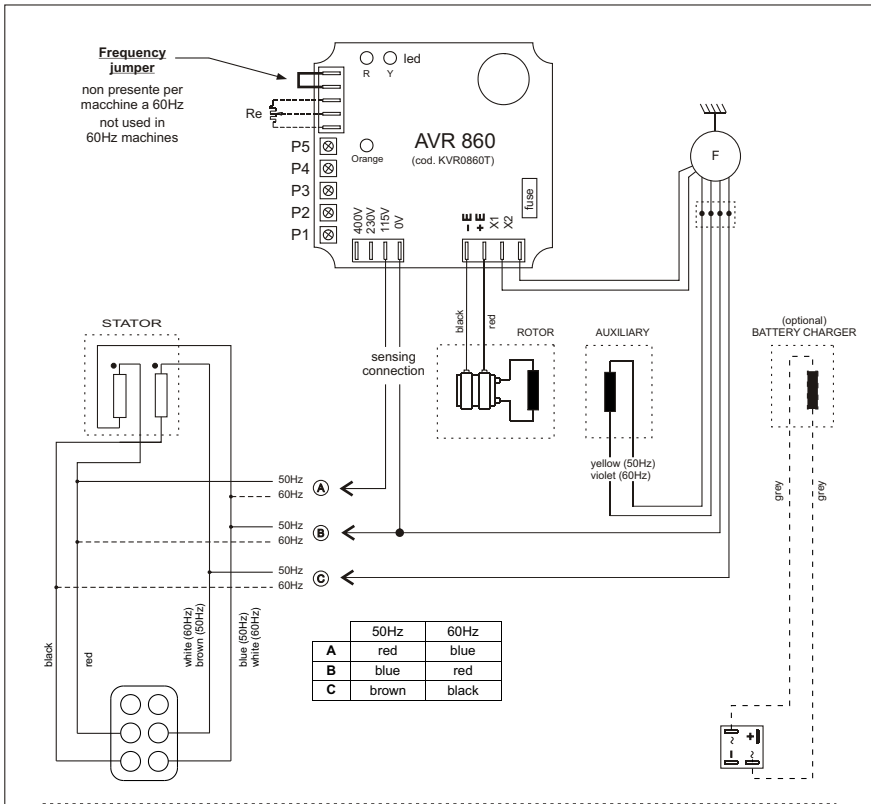 Frequency
jumper
non presente per
macchine a 60Hz
not used in
60Hz machines
Re
led
R
Y
Orange
AVR 860
(cod. KVR0860T)
P5
P4
P3
P2
P1
400V
230V
115V
0V
– E
+ E
X1
X2
fuse
F
STATOR
sensing
connection
black
red
ROTOR
AUXILIARY
yellow (50Hz)
violet (60Hz)
(optional)
BATTERY CHARGER
grey
grey
50Hz
60Hz
A
50Hz
60Hz
B
50Hz
60Hz
C
black
red
white (60Hz)
brown (50Hz)
blue (50Hz)
white (60Hz)
50Hz 60Hz
A red blue
B blue red
C brown black
~ +
– ~